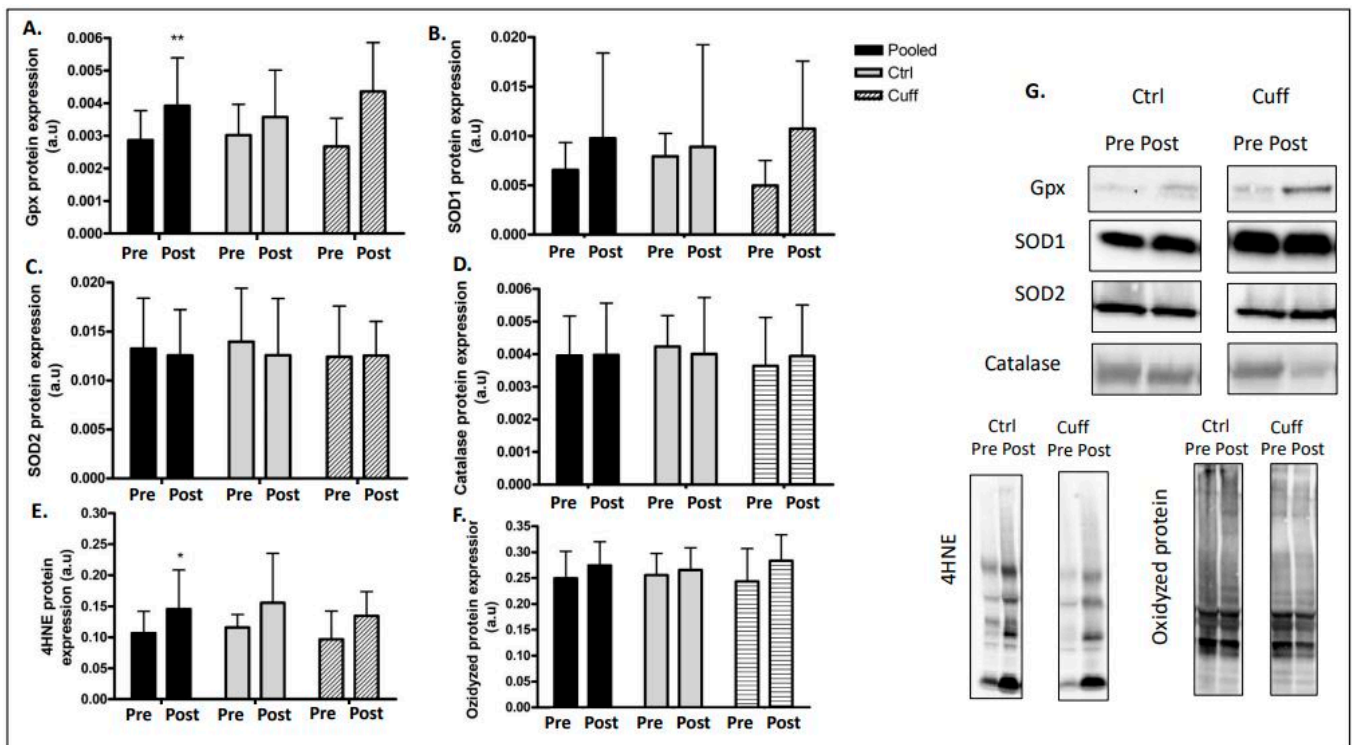 A.
Gpx protein expression
(a.u)
0.006
0.005
0.004
0.003
0.002
0.001
0.000
**
Pre Post Pre Post Pre Post
B.
SOD1 protein expression
(a.u)
0.020
0.015
0.010
0.005
0.000
Pre Post Pre Post Pre Post
Pooled
Ctrl
Cuff
C.
SOD2 protein expression
(a.u)
0.020
0.015
0.010
0.005
0.000
Pre Post Pre Post Pre Post
D.
Catalase protein expression
(a.u)
0.006
0.005
0.004
0.003
0.002
0.001
0.000
Pre Post Pre Post Pre Post
E.
4HNE protein
expression (a.u)
0.30
0.25
0.20
0.15
0.10
0.05
0.00
*
Pre Post Pre Post Pre Post
F.
Ozidyzed protein expression
(a.u)
0.35
0.30
0.25
0.20
0.15
0.10
0.05
0.00
Pre Post Pre Post Pre Post
G.
Ctrl Cuff
Pre Post Pre Post
Gpx
SOD1
SOD2
Catalase
Ctrl Cuff
Pre Post Pre Post
4HNE
Ctrl Cuff
Pre Post Pre Post
Oxidyzed protein